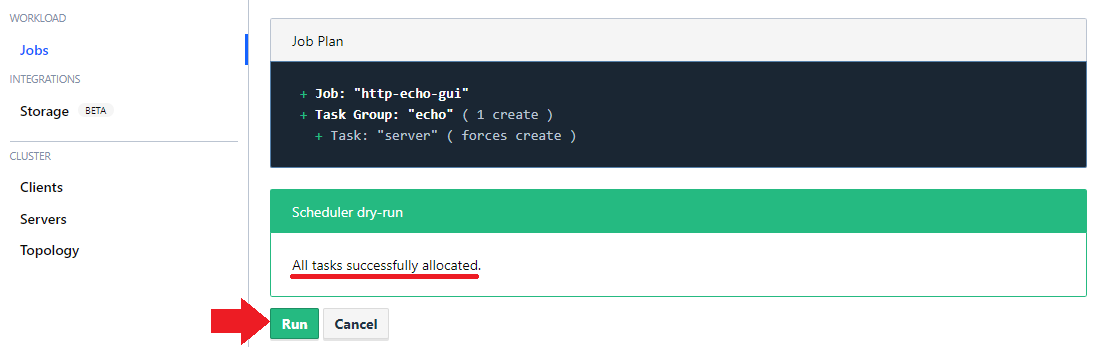 WORKLOAD
Jobs
INTEGRATIONS
Storage BETA
CLUSTER
Clients
Servers
Topology
Job Plan
+ Job: "http-echo-gui"
+ Task Group: "echo" ( 1 create )
+ Task: "server" ( forces create )
Scheduler dry-run
All tasks successfully allocated.
Run Cancel